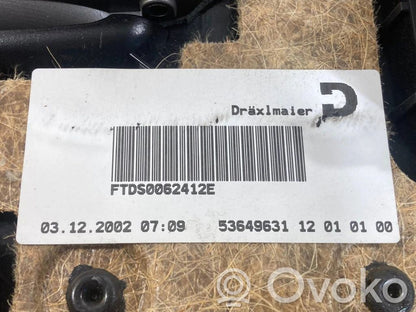 Dräxlmaier
FTDS0062412E
03.12.2002 07:09 53649631 12 01 01 00
Ovoko